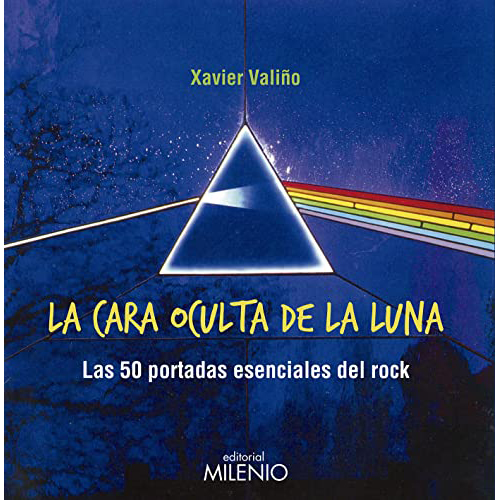 Xavier Valiño
LA CARA OCULTA DE LA LUNA
Las 50 portadas esenciales del rock
editorial
MILENIO